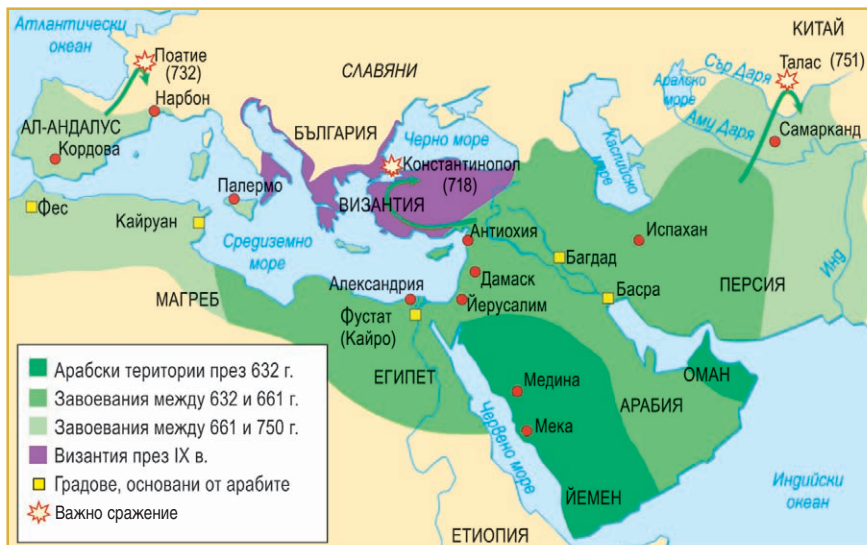 Атлантически
океан
Поатие
(732)
Нарбон
АЛ-АНДАЛУС
Кордова
СЛАВЯНИ
БЪЛГАРИЯ
Черно море
Константинопол
(718)
ВИЗАНТИЯ
Палермо
Фес
Кайруан
Средиземно
море
МАГРЕБ
Александрия
Фустат
(Кайро)
ЕГИПЕТ
Антиохия
Дамаск
Йерусалим
Багдад
Басра
Испахан
ПЕРСИЯ
Каспийско
море
Аралско
море
Сър Даря
Аму Даря
КИТАЙ
Талас (751)
Самарканд
Инд
Медина
Мека
АРАБИЯ
ОМАН
ЙЕМЕН
Червено море
ЕТИОПИЯ
Индийски
океан
Арабски територии през 632 г.
Завоевания между 632 и 661 г.
Завоевания между 661 и 750 г.
Византия през IX в.
Градове, основани от арабите
Важно сражение